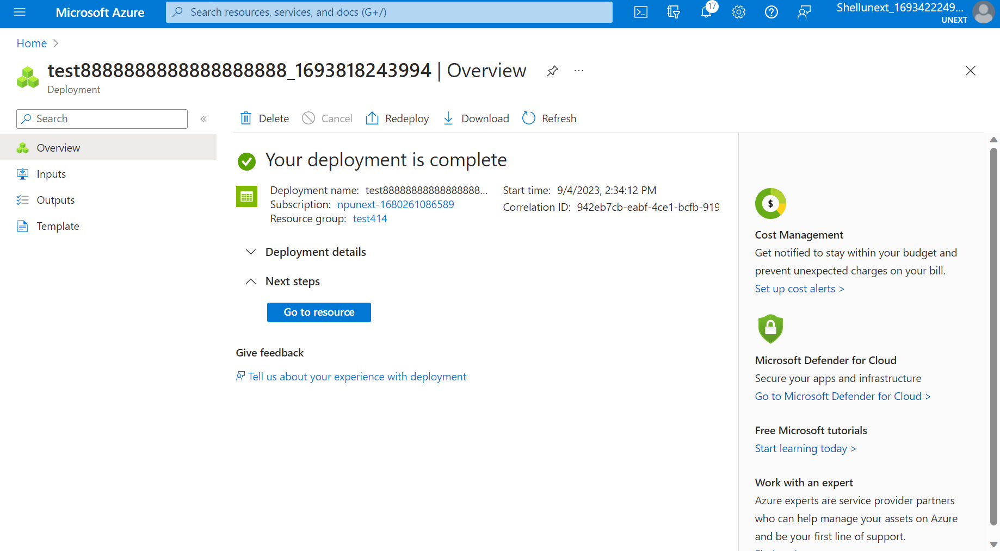 Microsoft Azure
Search resources, services, and docs (G+/)
17
Shellunext_1693422249...
UNEXT
Home
test8888888888888888888_1693818243994 | Overview
...
Deployment
Search
«
Delete
Cancel
Redeploy
Download
Refresh
Overview
Inputs
Outputs
Template
Your deployment is complete
Deployment name: test88888888888888888...
Subscription: npunext-1680261086589
Resource group: test414
Start time: 9/4/2023, 2:34:12 PM
Correlation ID: 942eb7cb-eabf-4ce1-bcfb-919
Deployment details
Next steps
Go to resource
Give feedback
Tell us about your experience with deployment
$
Cost Management
Get notified to stay within your budget and
prevent unexpected charges on your bill.
Set up cost alerts >
Microsoft Defender for Cloud
Secure your apps and infrastructure
Go to Microsoft Defender for Cloud >
Free Microsoft tutorials
Start learning today >
Work with an expert
Azure experts are service provider partners
who can help manage your assets on Azure
and be your first line of support.